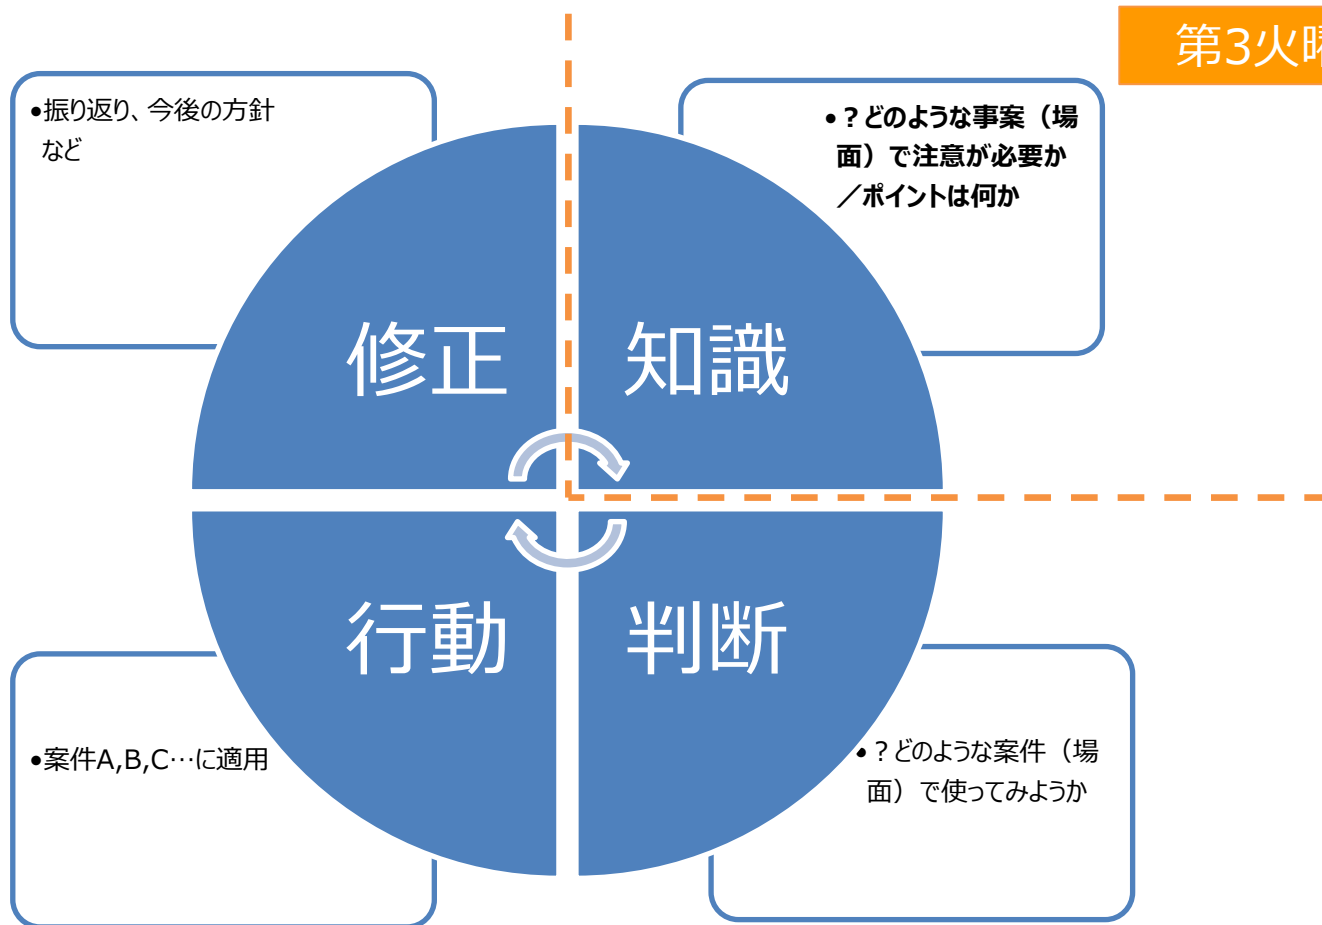 第3火
•振り返り、今後の方針
など
•？どのような事案（場
面）で注意が必要か
／ポイントは何か
修正
知識
行動
判断
•案件A,B,C…に適用
•？どのような案件（場
面）で使ってみようか